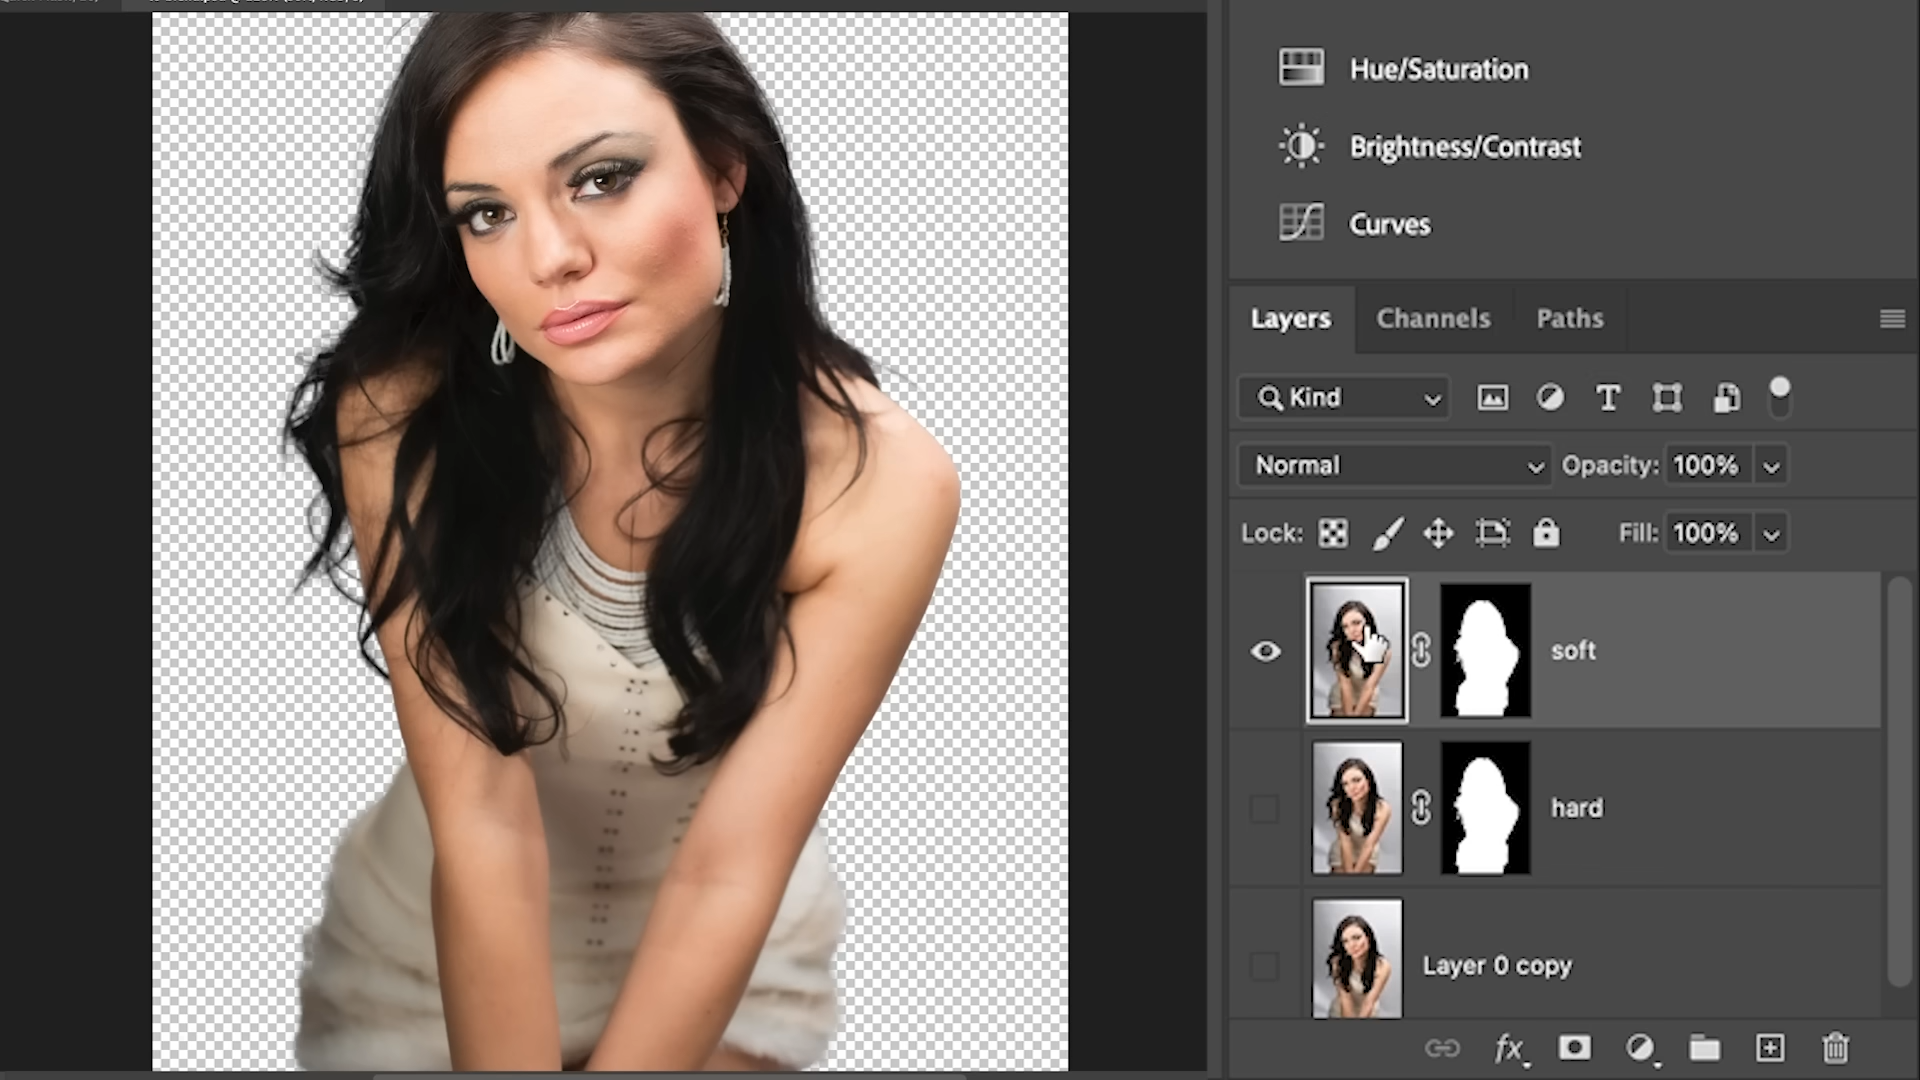 Hue/Saturation
Brightness/Contrast
Curves
Layers Channels Paths
Kind
Normal Opacity: 100%
Lock: Fill: 100%
soft
hard
Layer 0 copy
fx